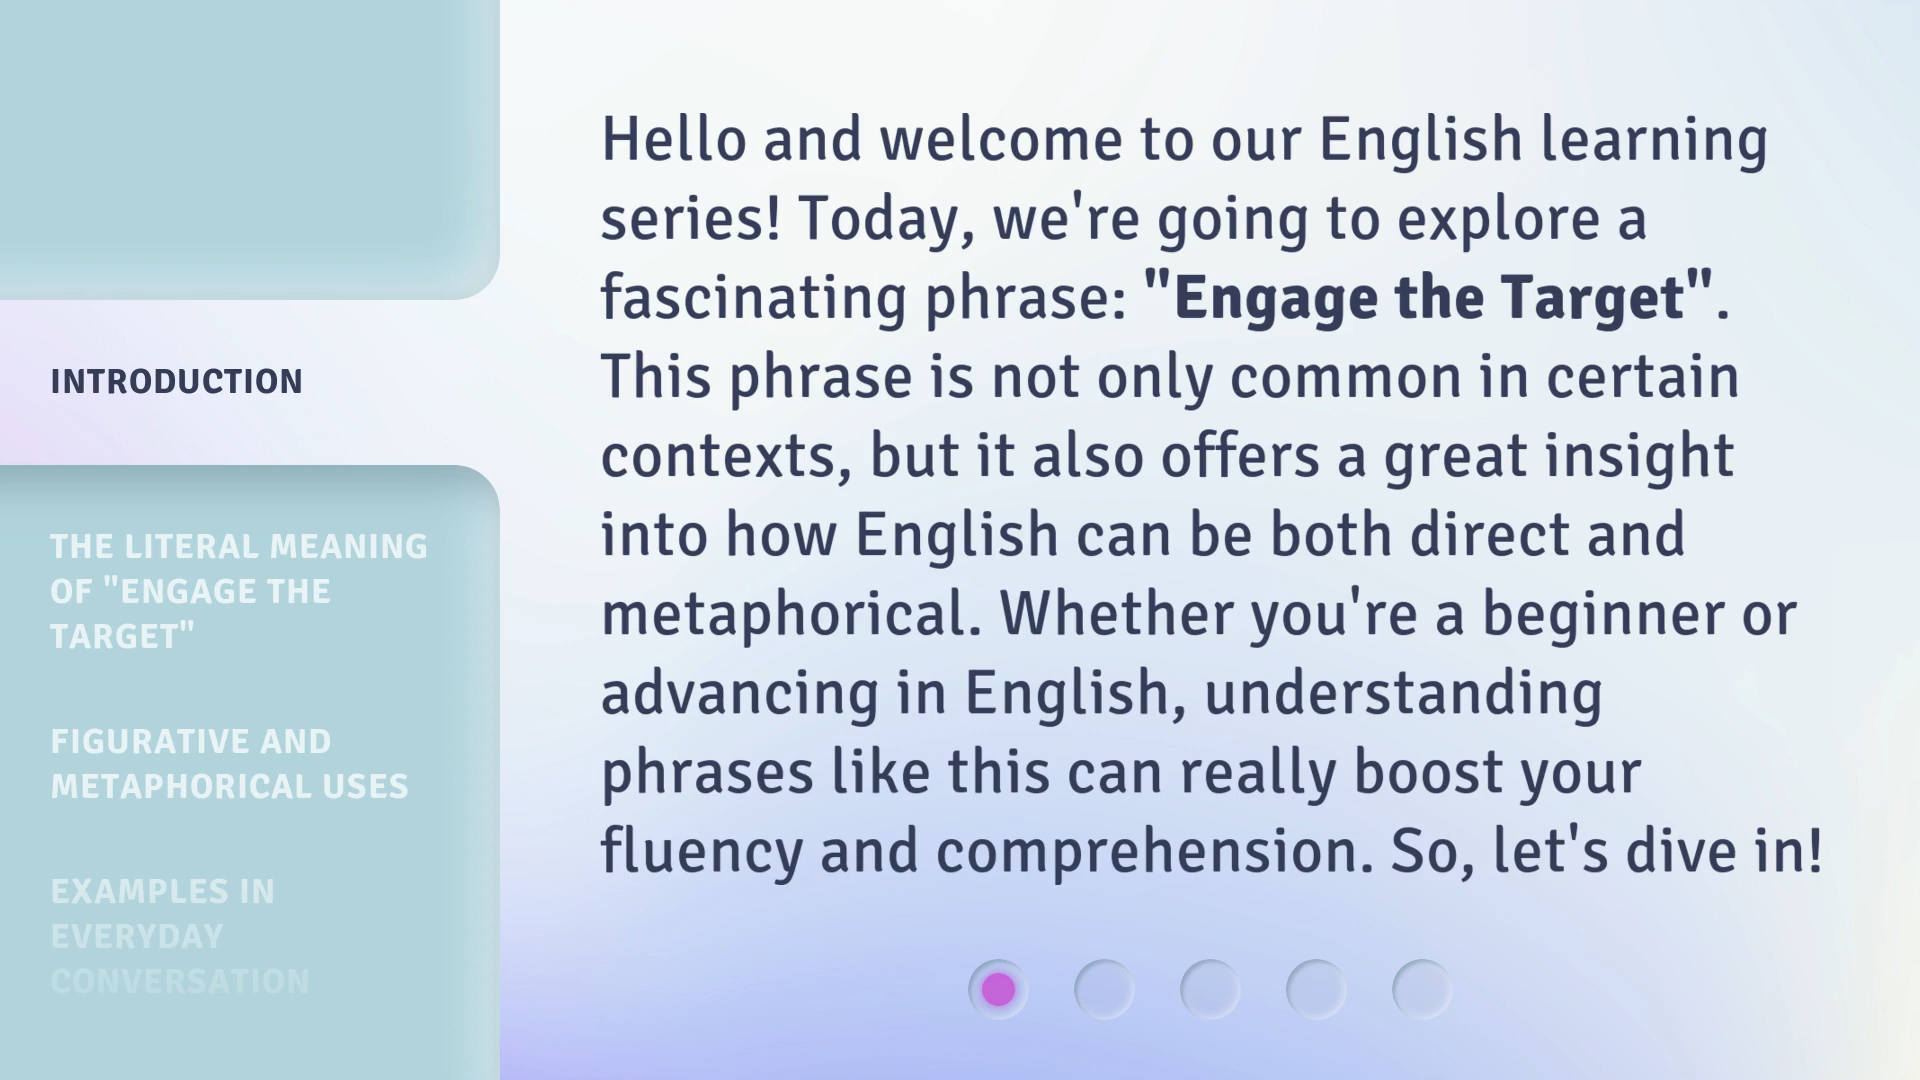 INTRODUCTION
THE LITERAL MEANING
OF "ENGAGE THE
TARGET"
FIGURATIVE AND
METAPHORICAL USES
EXAMPLES IN
EVERYDAY
CONVERSATION
Hello and welcome to our English learning
series! Today, we're going to explore a
fascinating phrase: "Engage the Target".
This phrase is not only common in certain
contexts, but it also offers a great insight
into how English can be both direct and
metaphorical. Whether you're a beginner or
advancing in English, understanding
phrases like this can really boost your
fluency and comprehension. So, let's dive in!